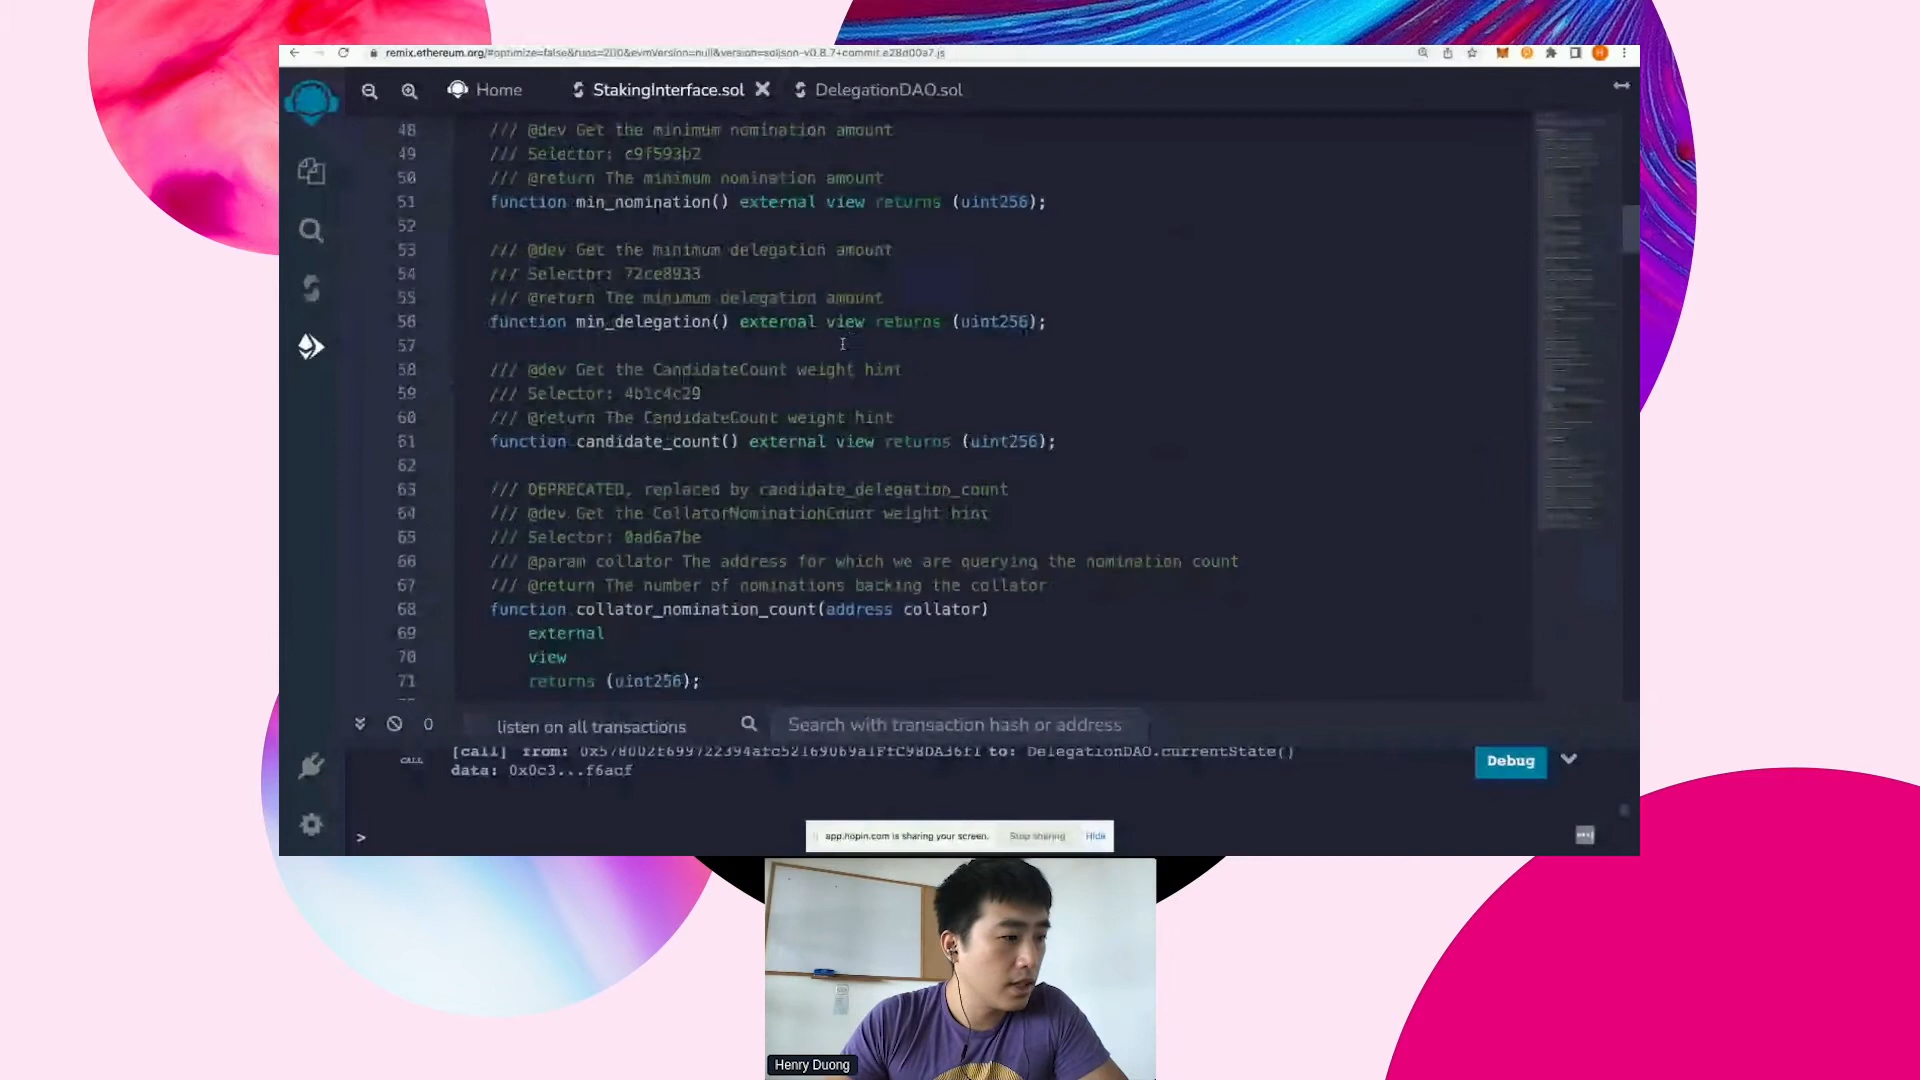 remix.ethereum.org/#optimize=false&runs=200&evmVersion=null&version=soljson-v0.8.7+commit.e28d00a7.js
Home
StakingInterface.sol
DelegationDAO.sol
48 /// @dev Get the minimum nomination amount
49 /// Selector: c9f593b2
50 /// @return The minimum nomination amount
51 function min_nomination() external view returns (uint256);
52
53 /// @dev Get the minimum delegation amount
54 /// Selector: 72ce8933
55 /// @return The minimum delegation amount
56 function min_delegation() external view returns (uint256);
57
58 /// @dev Get the CandidateCount weight hint
59 /// Selector: 4b1c4c29
60 /// @return The CandidateCount weight hint
61 function candidate_count() external view returns (uint256);
62
63 /// DEPRECATED, replaced by candidate_delegation_count
64 /// @dev Get the CollatorNominationCount weight hint
65 /// Selector: 0ad6a7be
66 /// @param collator The address for which we are querying the nomination count
67 /// @return The number of nominations backing the collator
68 function collator_nomination_count(address collator)
69 external
70 view
71 returns (uint256);
0 listen on all transactions Search with transaction hash or address
CALL [call] from: to: DelegationDAO.currentState()
data: 0x0c3...f6acf
Debug
>
app.hopin.com is sharing your screen. Stop sharing Hide
Henry Duong